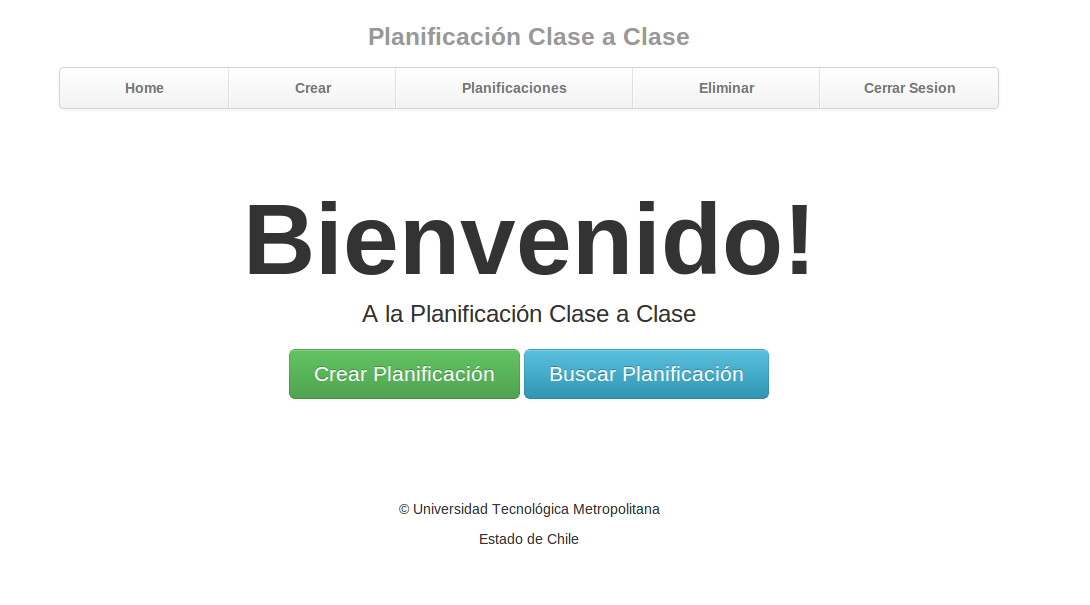 Planificación Clase a Clase
Home Crear Planificaciones Eliminar Cerrar Sesion
Bienvenido!
A la Planificación Clase a Clase
Crear Planificación Buscar Planificación
© Universidad Tecnológica Metropolitana
Estado de Chile